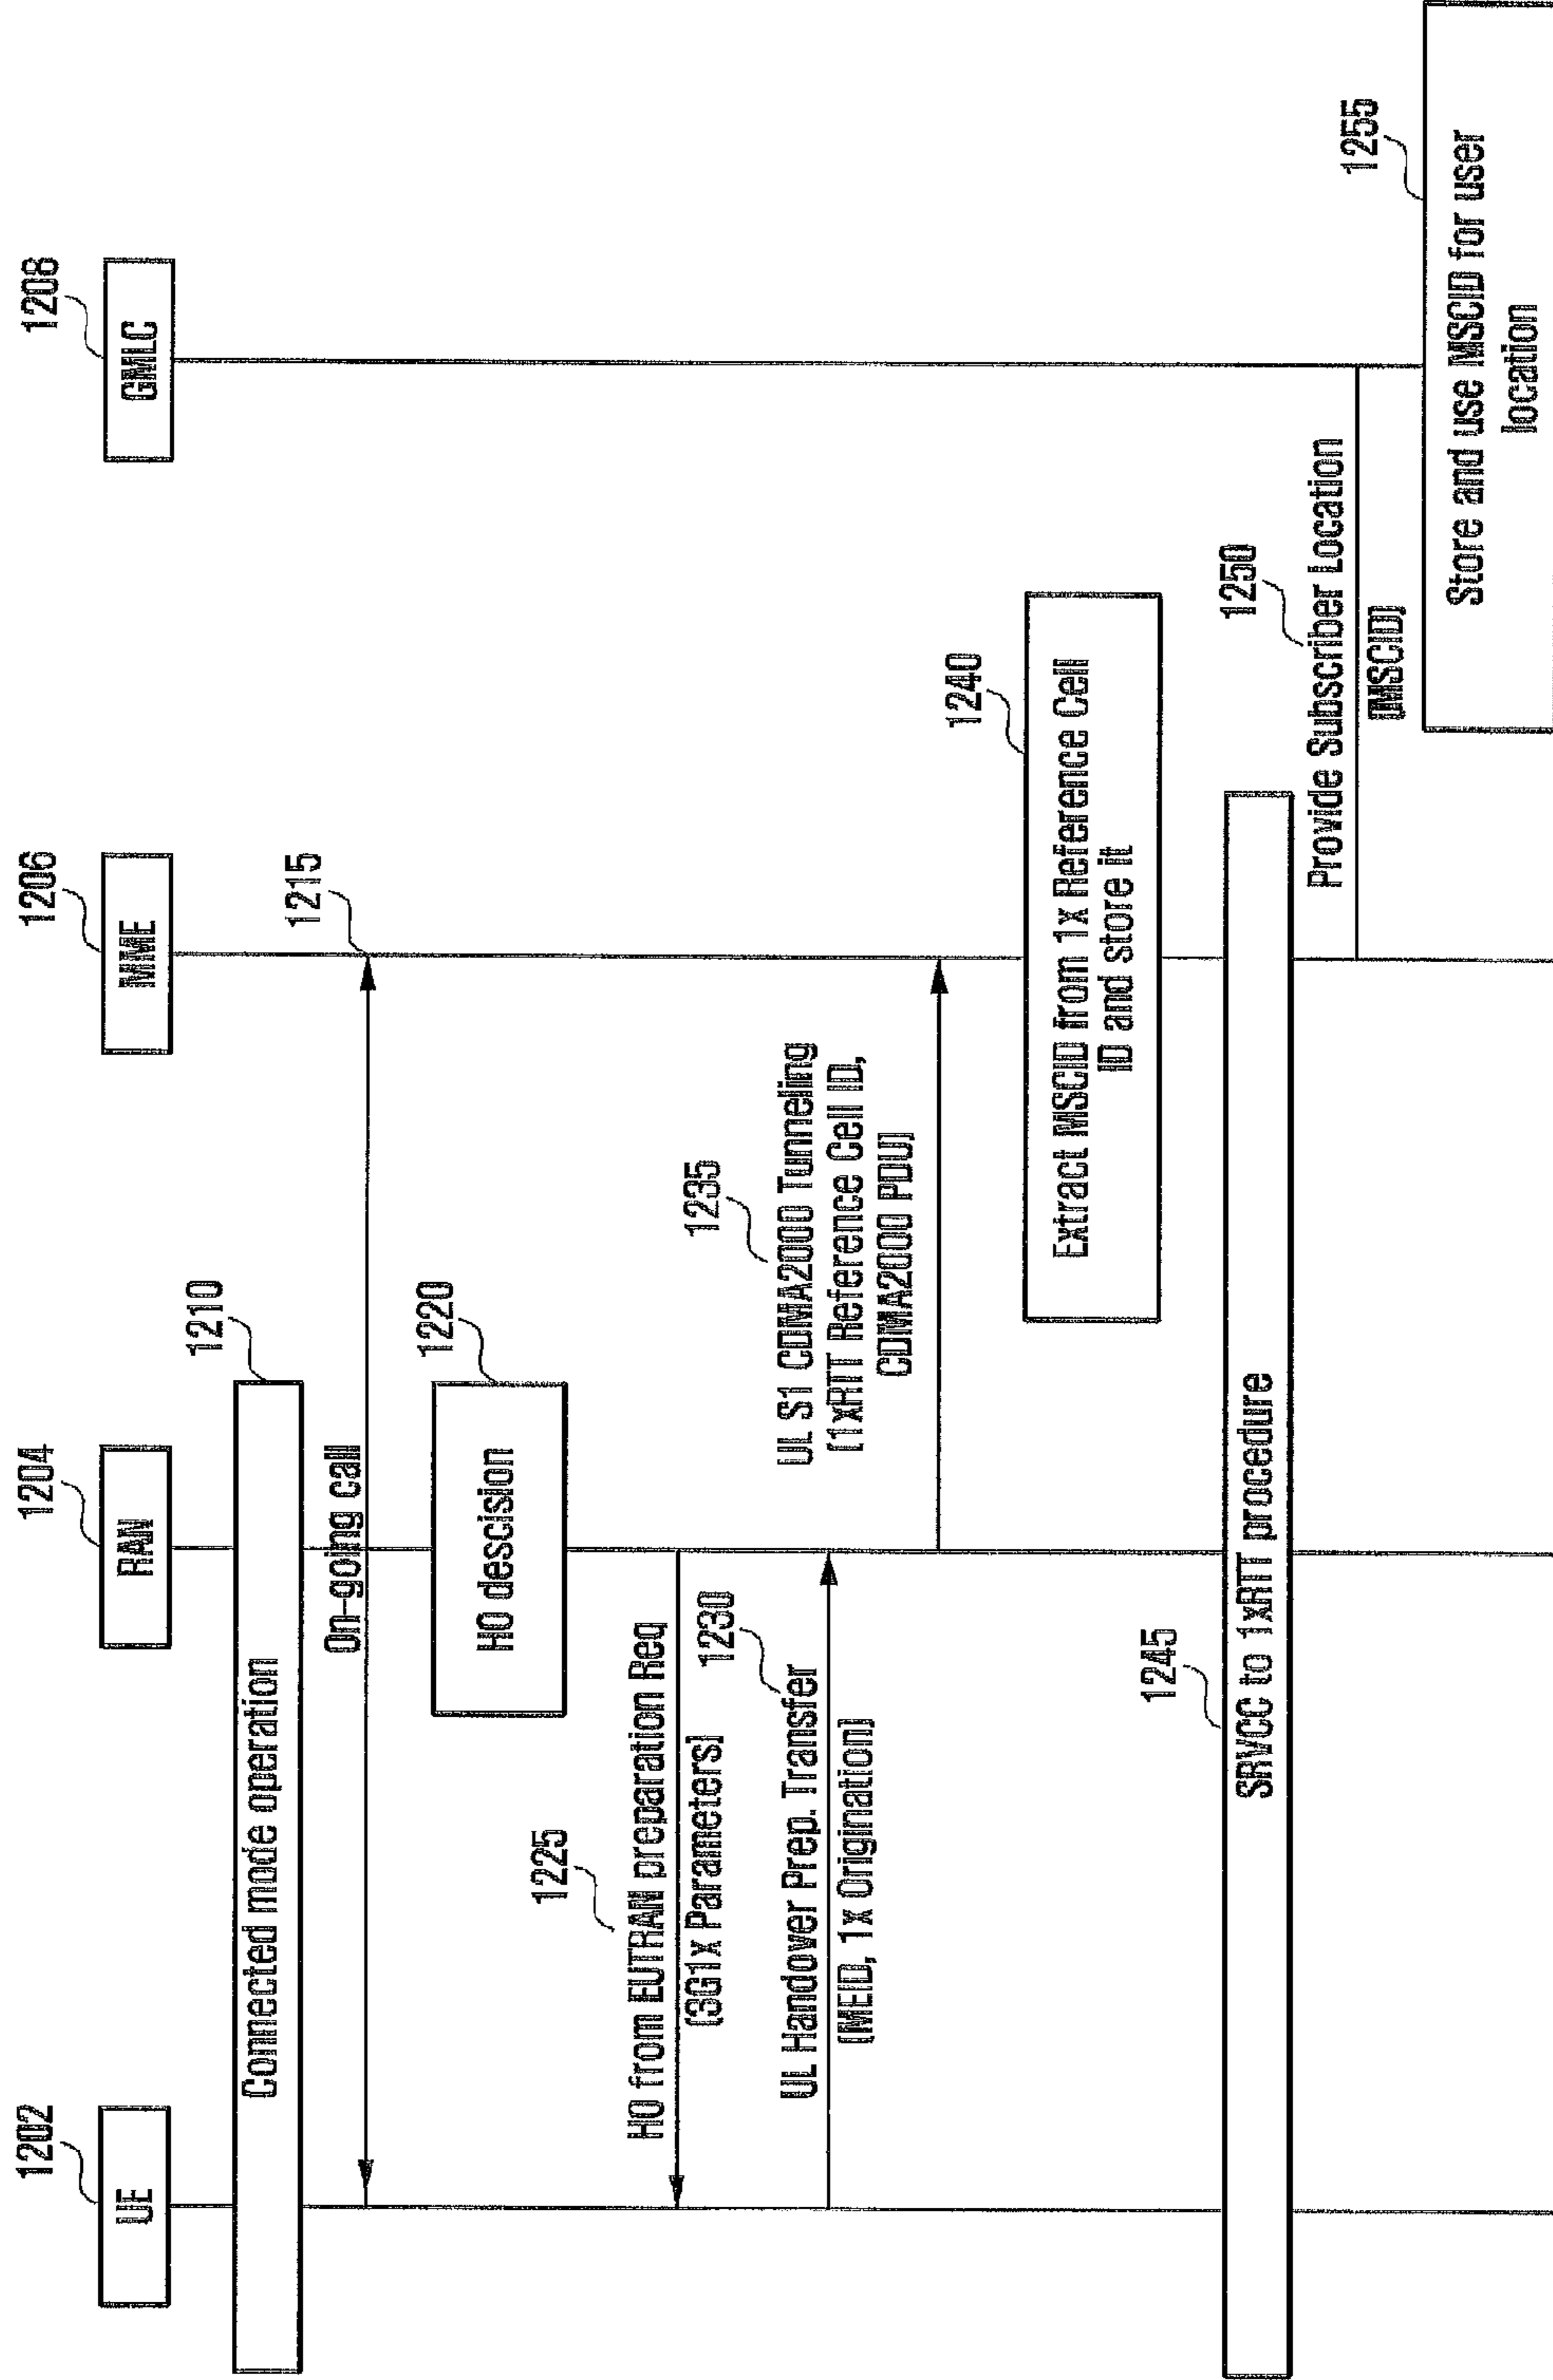 1202
UE
1204
RAN
1206
MME
1208
GMLC
1210
Connected mode operation
1215
On-going call
1220
HO descision
1225
HO from EUTRAN preparation Req
(3G1x Parameters)
1230
UL Handover Prep. Transfer
(MEID, 1x Origination)
1235
UL S1 CDMA2000 Tunneling
(1xRTT Reference Cell ID,
CDMA2000 PDU)
1240
Extract MSCID from 1x Reference Cell
ID and store it
1245
SRVCC to 1xRTT procedure
1250
Provide Subscriber Location
(MSCID)
1255
Store and use MSCID for user
location